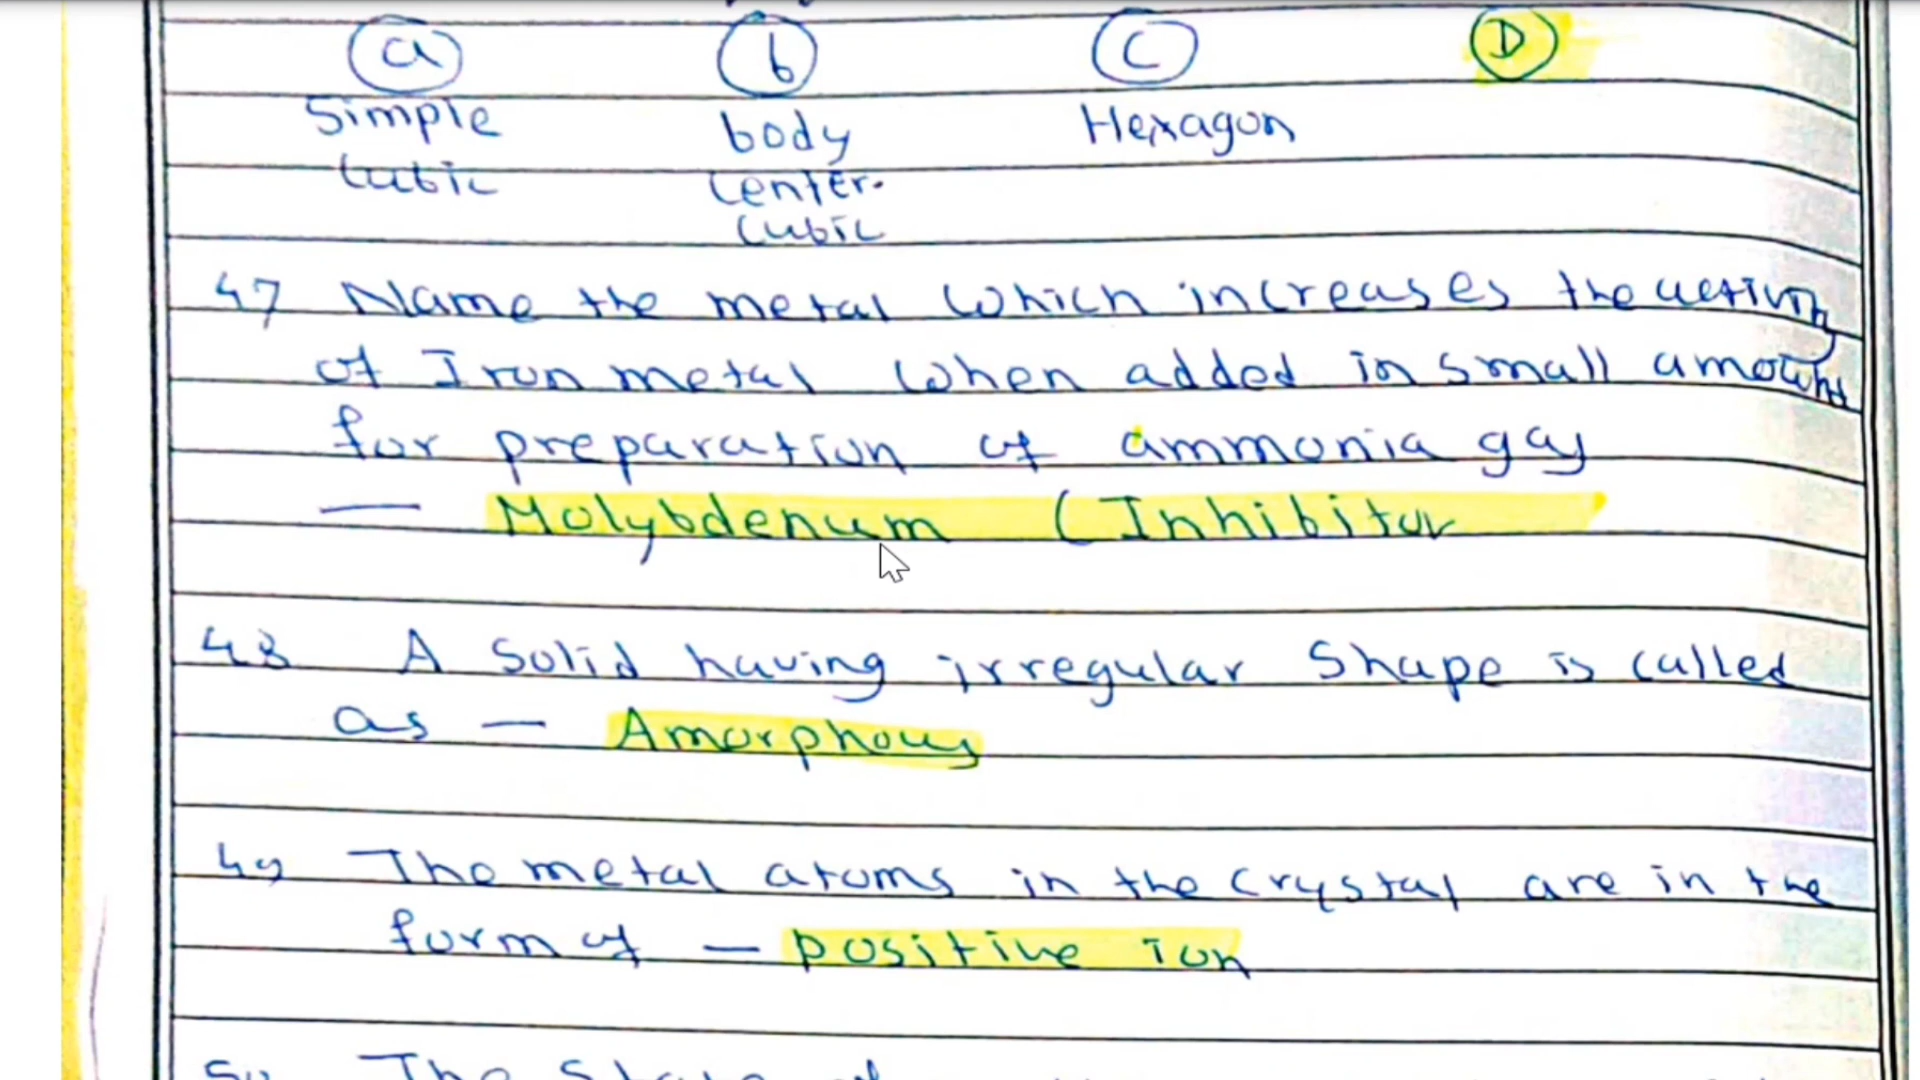 a b C D
Simple body Hexagon
Cubic center.
Cubic
47 Name the metal which increases the activity
of Iron metal when added in small amount
for preparation of ammonia gas
— Molybdenum (Inhibitor
48 A Solid having irregular Shape is called
as — Amorphous
49 The metal atoms in the crystal are in the
form of — positive ion
50 The